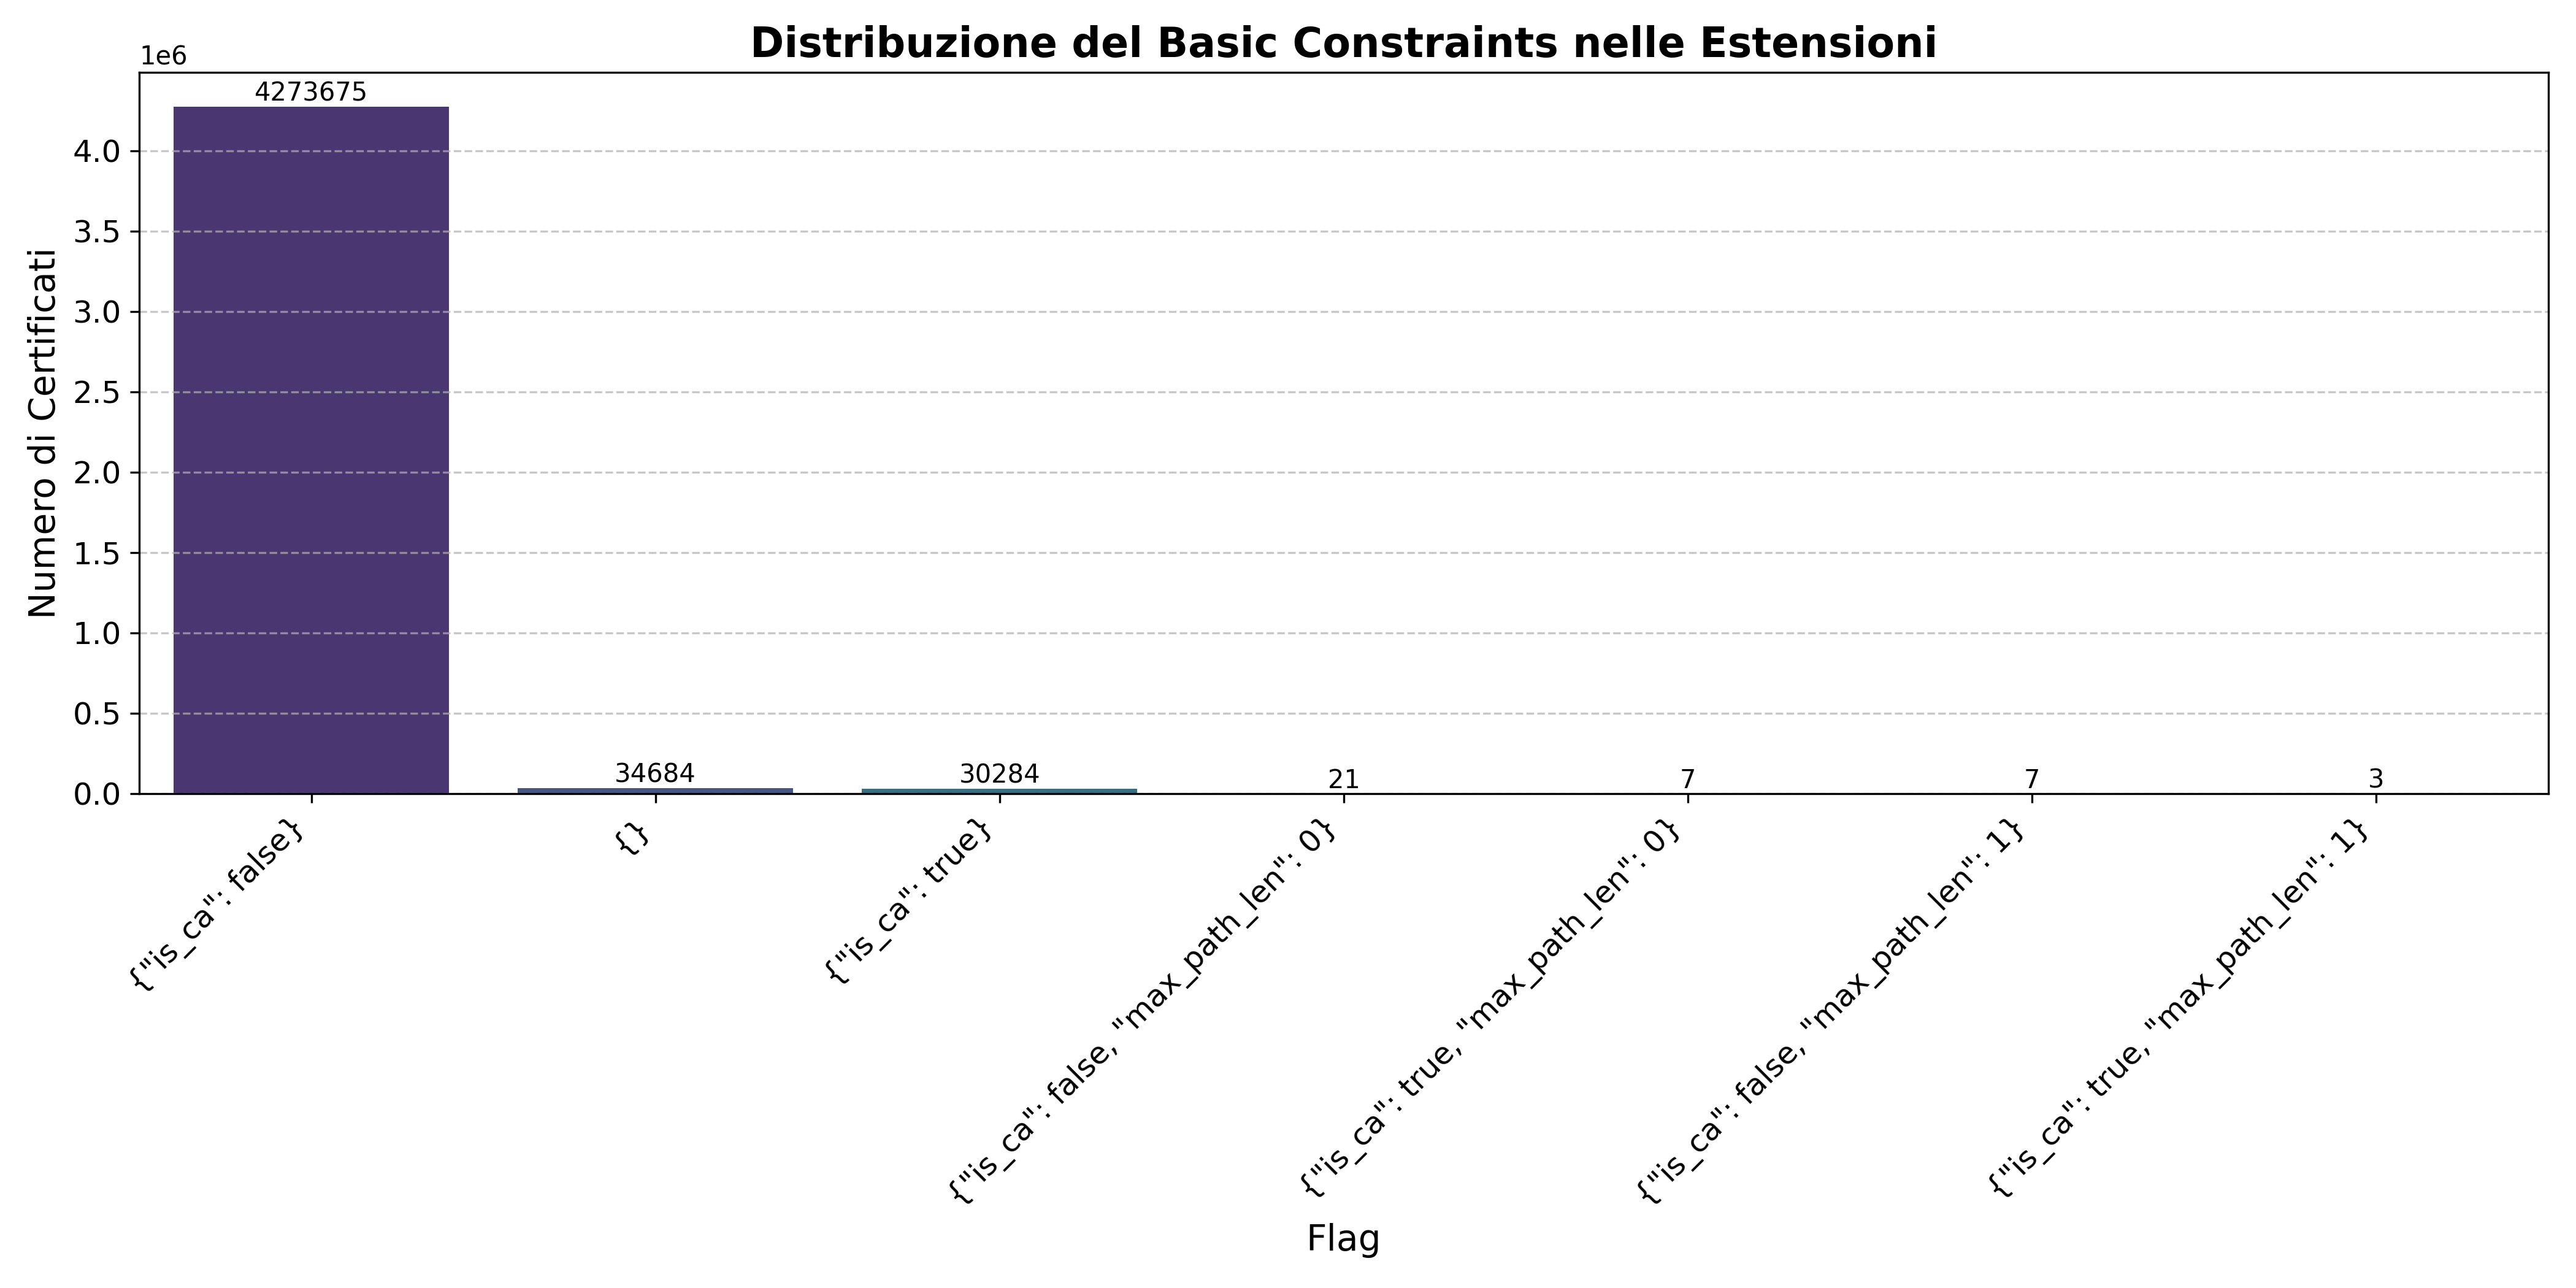 Distribuzione del Basic Constraints nelle Estensioni
1e6
4273675
4.0
3.5
3.0
2.5
2.0
1.5
1.0
0.5
0.0
Numero di Certificati
34684
30284
21
7
7
3
{"is_ca": false}
{}
{"is_ca": true}
{"is_ca": false, "max_path_len": 0}
{"is_ca": true, "max_path_len": 0}
{"is_ca": false, "max_path_len": 1}
{"is_ca": true, "max_path_len": 1}
Flag